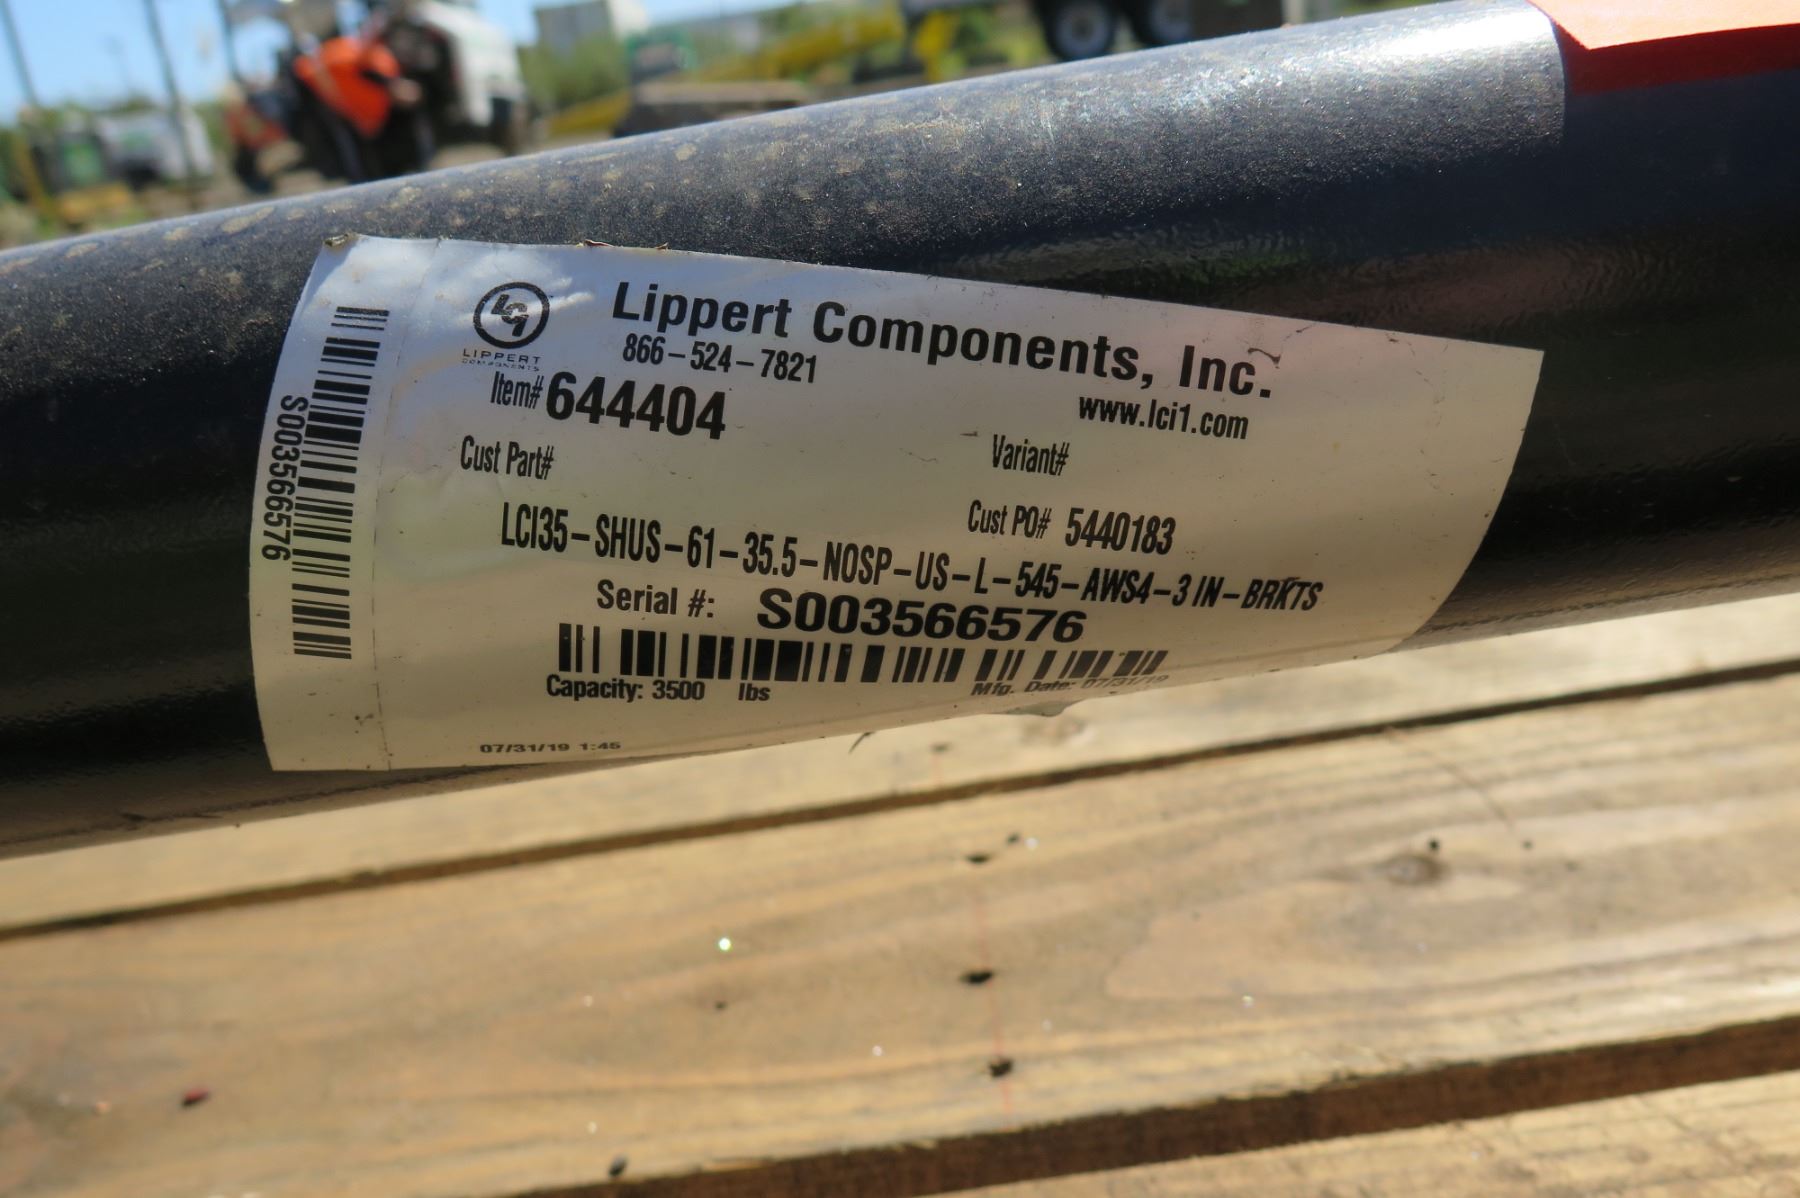 S003566576
LCI
LIPPERT
COMPONENTS
Lippert Components, Inc.
866-524-7821
www.lci1.com
Item# 644404
Cust Part#
Variant#
Cust PO# 5440183
LCI35-SHUS-61-35.5-NOSP-US-L-545-AWS4-3 IN-BRKTS
Serial #: S003566576
Capacity: 3500 lbs
Mfg. Date: 07/31/19
07/31/19 1:45